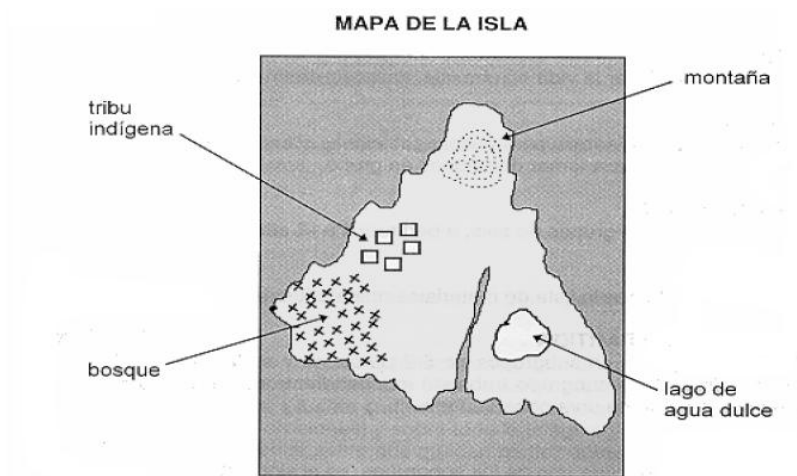 MAPA DE LA ISLA
tribu
indígena
montaña
bosque
lago de
agua dulce